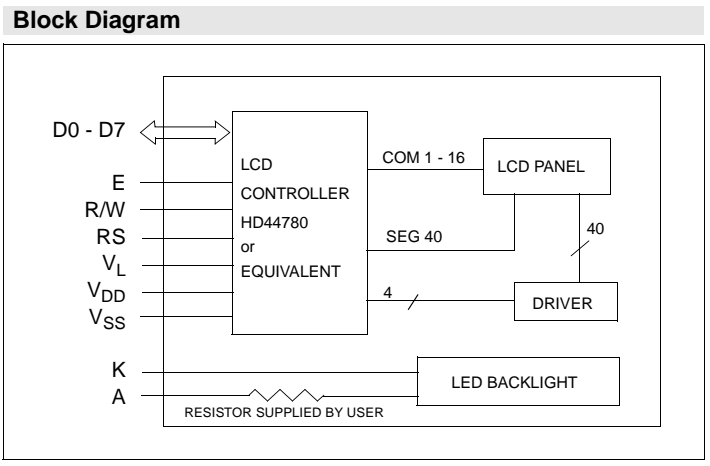 Block Diagram
D0 - D7
E
R/W
RS
VL
VDD
VSS
K
A
LCD
CONTROLLER
HD44780
or
EQUIVALENT
COM 1 - 16
LCD PANEL
SEG 40
40
4
DRIVER
LED BACKLIGHT
RESISTOR SUPPLIED BY USER